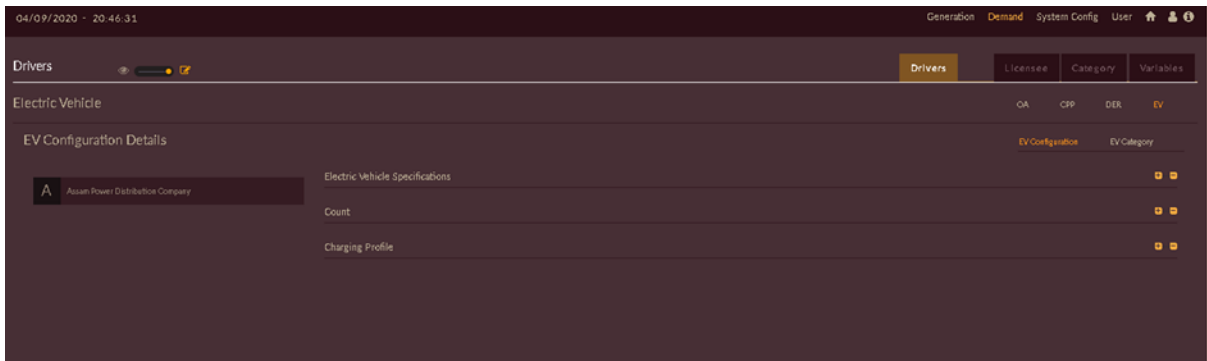 04/09/2020 - 20:46:31 Generation Demand System Config User
Drivers Drivers Licensee Category Variables
Electric Vehicle OA CPP DER EV
EV Configuration Details EV Configuration EV Category
A Assam Power Distribution Company
Electric Vehicle Specifications
Count
Charging Profile